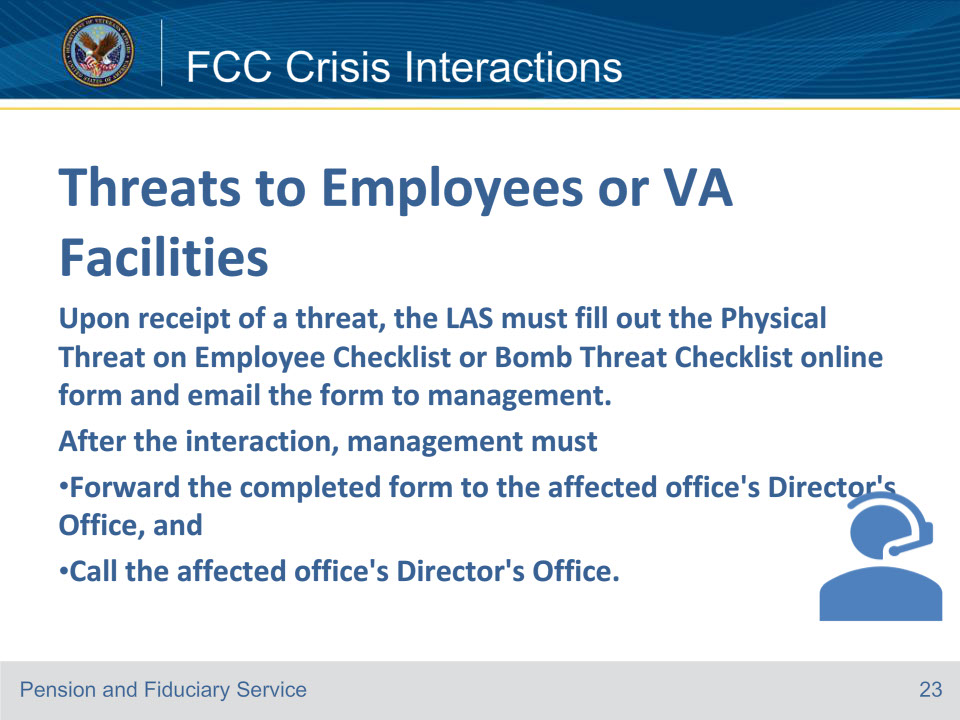 FCC Crisis Interactions
Threats to Employees or VA
Facilities
Upon receipt of a threat, the LAS must fill out the Physical
Threat on Employee Checklist or Bomb Threat Checklist online
form and email the form to management.
After the interaction, management must
•Forward the completed form to the affected office's Director's
Office, and
•Call the affected office's Director's Office.
Pension and Fiduciary Service
23